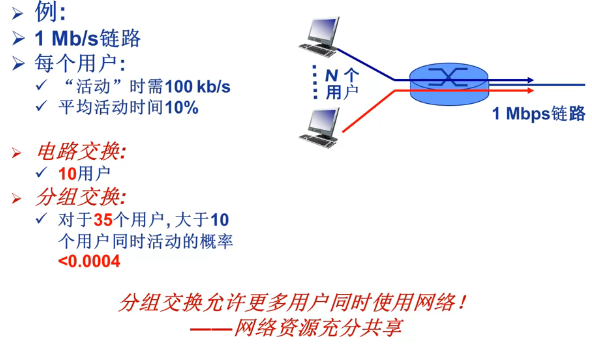 例:
1 Mb/s链路
每个用户:
“活动”时需100 kb/s
平均活动时间10%
电路交换:
10用户
分组交换:
对于35个用户, 大于10
个用户同时活动的概率
<0.0004
N 个
用户
1 Mbps链路
分组交换允许更多用户同时使用网络！
——网络资源充分共享